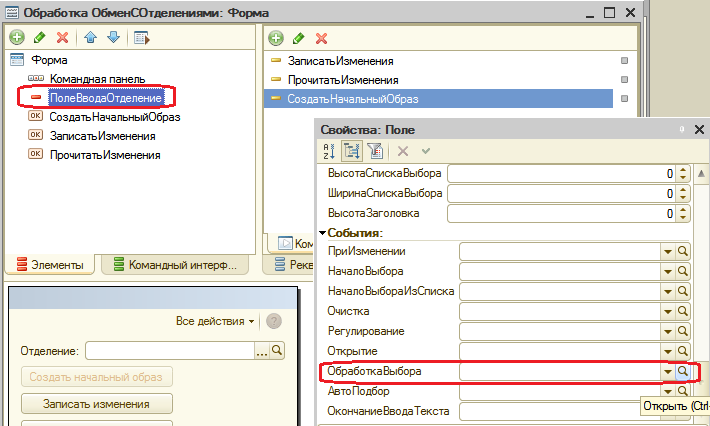 Обработка ОбменСОтделениями: Форма
Форма
Командная панель
ПолеВводаОтделение
СоздатьНачальныйОбраз
ЗаписатьИзменения
ПрочитатьИзменения
Элементы
Командный интерф...
ЗаписатьИзменения
ПрочитатьИзменения
СоздатьНачальныйОбраз
Ком
Рекв
Все действия
?
Отделение:
...
Создать начальный образ
Записать изменения
Свойства: Поле
ВысотаСпискаВыбора 0
ШиринаСпискаВыбора 0
ВысотаЗаголовка 0
События:
ПриИзменении
НачалоВыбора
НачалоВыбораИзСписка
Очистка
Регулирование
Открытие
ОбработкаВыбора
АвтоПодбор
ОкончаниеВводаТекста
Открыть (Ctrl-